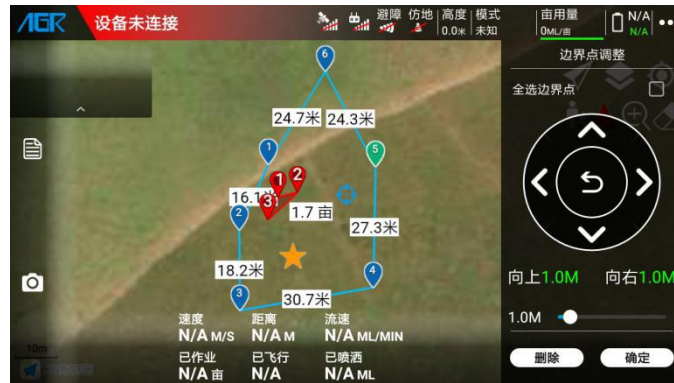 AGR 设备未连接 避障 仿地 高度 0.0米 模式 未知 亩用量 0ML/亩 N/A N/A
边界点调整
全选边界点
6
24.7米 24.3米
1
5
1 2
16.1
3
2
1.7 亩
27.3米
18.2米
4
3
30.7米
向上1.0M 向右1.0M
1.0M
速度 距离 流速
N/A M/S N/A M N/A ML/MIN
已作业 已飞行 已喷洒
N/A 亩 N/A N/A ML
删除 确定
10m